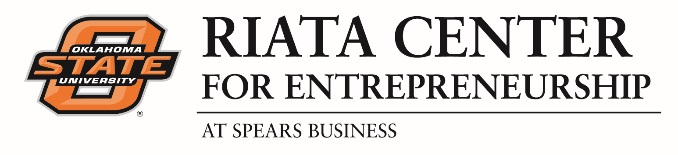 OKLAHOMA
STATE
UNIVERSITY
®
RIATA CENTER
FOR ENTREPRENEURSHIP
AT SPEARS BUSINESS